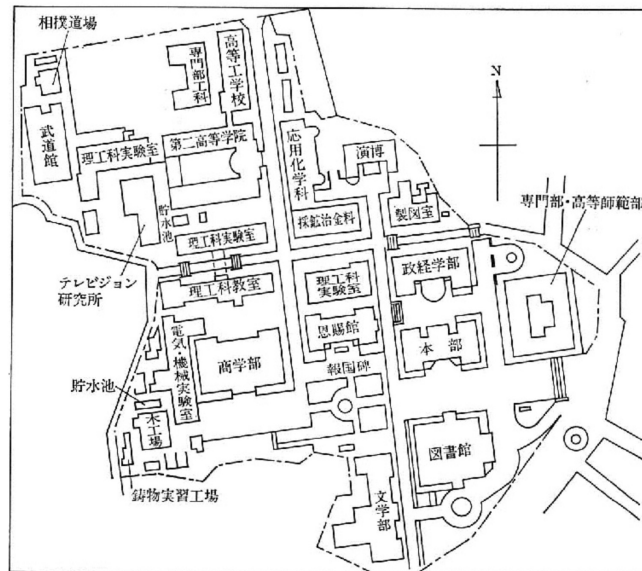 相撲道場
高等工学校
専門部工科
N
武道館
理工科実験室
第二高等学院
応用化学科
演博
専門部・高等師範部
貯水池
採鉱冶金科
製図室
理工科実験室
テレビジョン
研究所
理工科教室
理工科
実験室
政経学部
電気・機械実験室
商学部
恩賜館
本部
報国碑
貯水池
木工場
図書館
鋳物実習工場
文学部